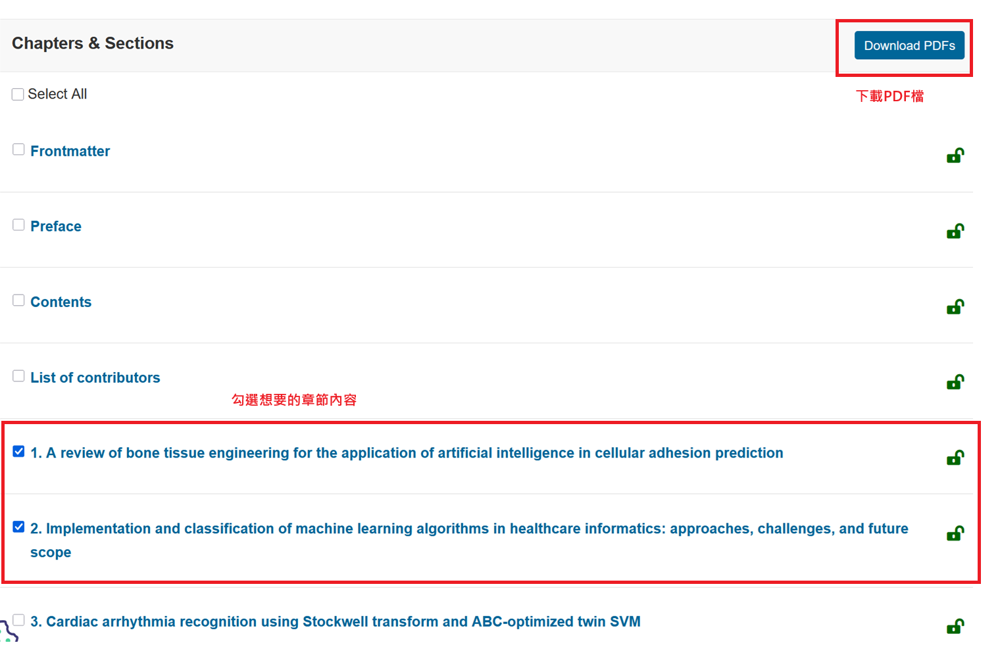 Chapters & Sections
Download PDFs
Select All
下載PDF檔
Frontmatter
Preface
Contents
List of contributors
勾選想要的章節內容
1. A review of bone tissue engineering for the application of artificial intelligence in cellular adhesion prediction
2. Implementation and classification of machine learning algorithms in healthcare informatics: approaches, challenges, and future
scope
3. Cardiac arrhythmia recognition using Stockwell transform and ABC-optimized twin SVM